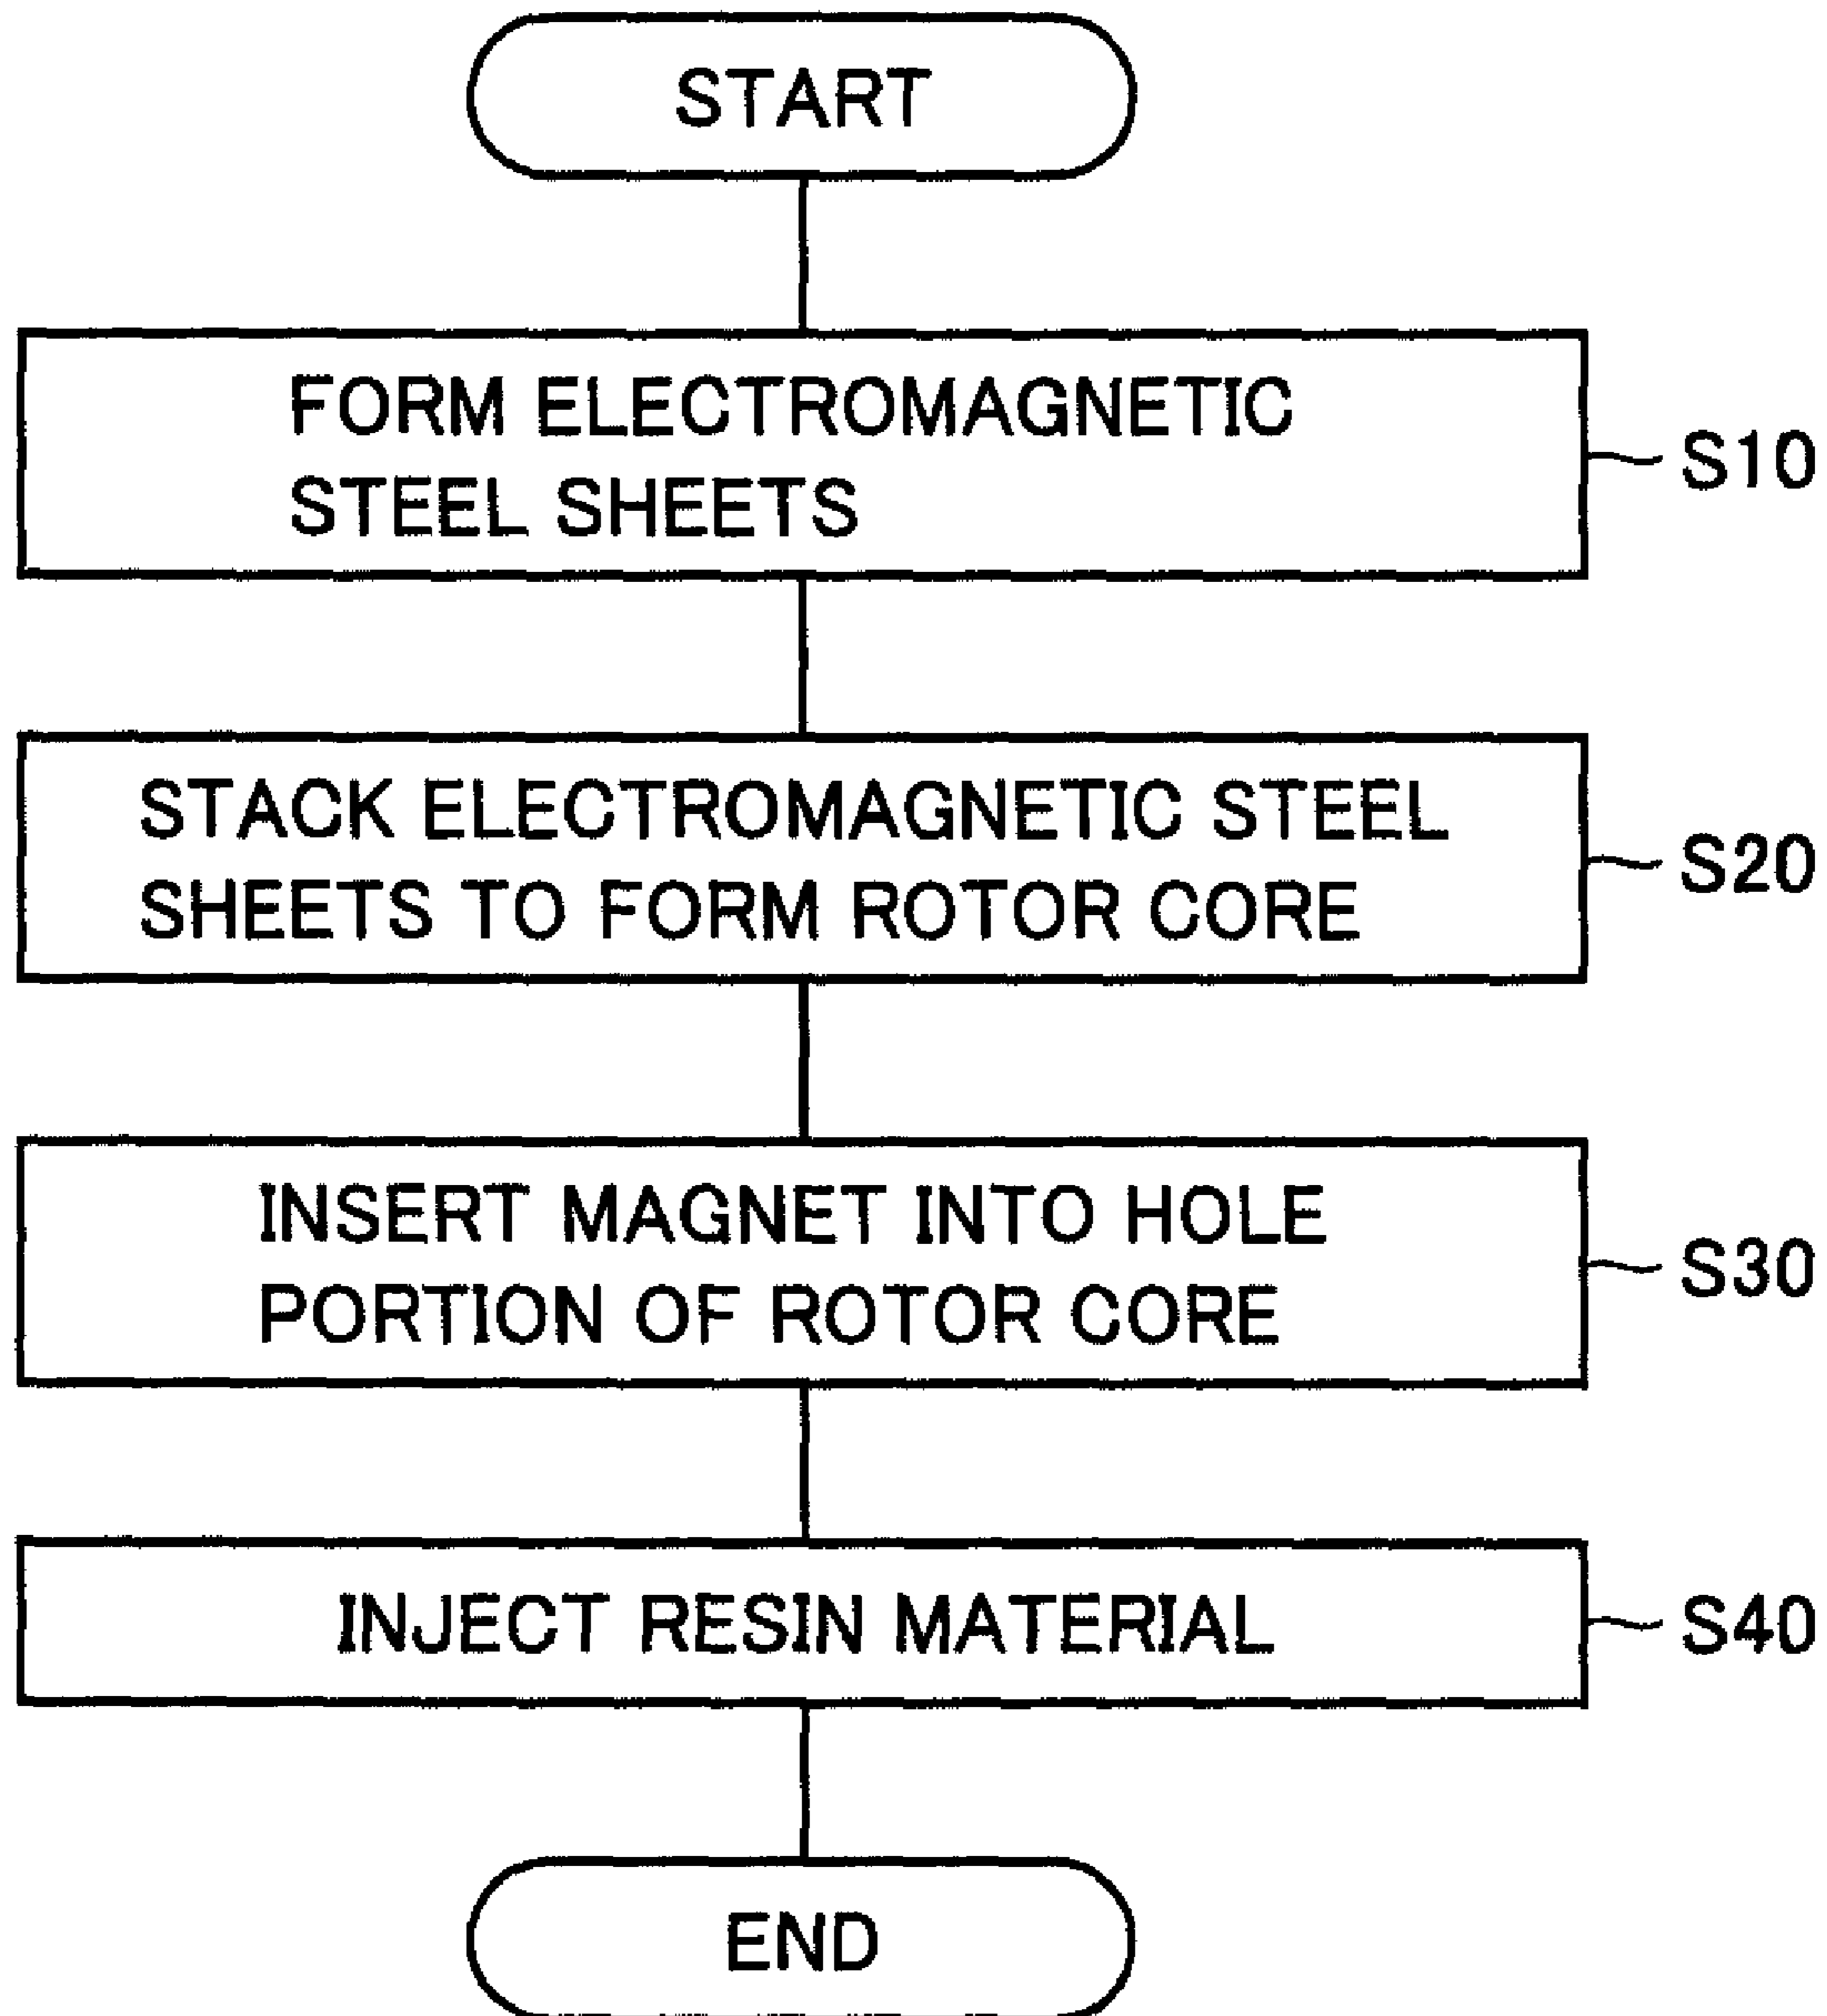 START
FORM ELECTROMAGNETIC
STEEL SHEETS
S10
STACK ELECTROMAGNETIC STEEL
SHEETS TO FORM ROTOR CORE
S20
INSERT MAGNET INTO HOLE
PORTION OF ROTOR CORE
S30
INJECT RESIN MATERIAL
S40
END